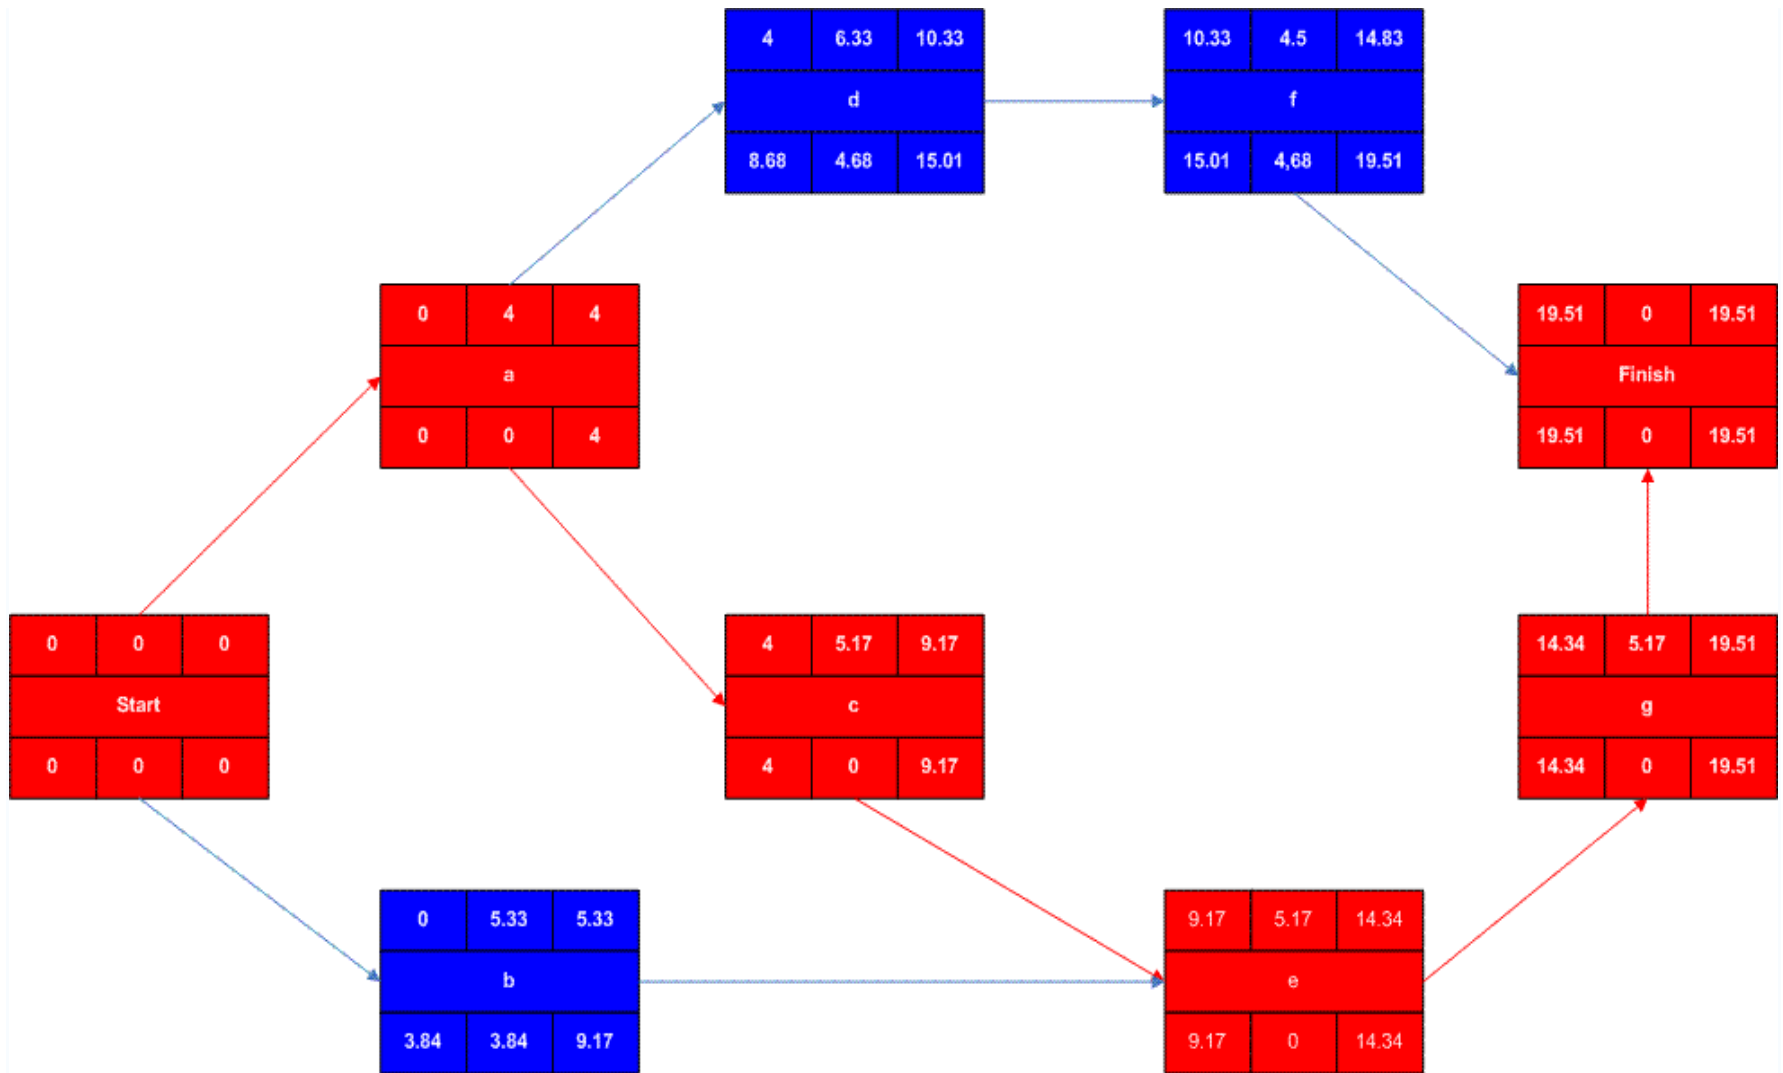 4 6.33 10.33
d
8.68 4.68 15.01
10.33 4.5 14.83
f
15.01 4,68 19.51
0 4 4
a
0 0 4
19.51 0 19.51
Finish
19.51 0 19.51
0 0 0
Start
0 0 0
4 5.17 9.17
c
4 0 9.17
14.34 5.17 19.51
g
14.34 0 19.51
0 5.33 5.33
b
3.84 3.84 9.17
9.17 5.17 14.34
e
9.17 0 14.34